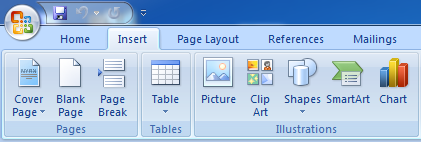 Home Insert Page Layout References Mailings
Cover Page Blank Page Page Break Table Picture Clip Art Shapes SmartArt Chart
Pages Tables Illustrations